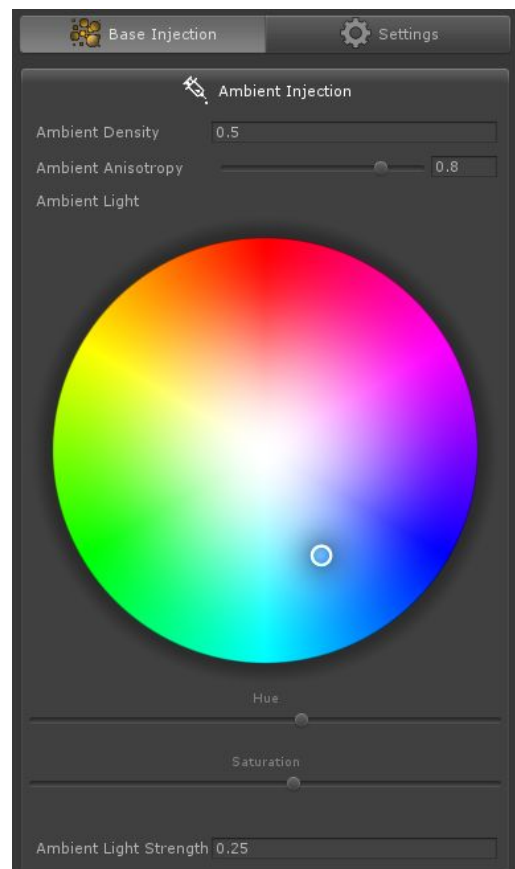 Base Injection Settings
Ambient Injection
Ambient Density 0.5
Ambient Anisotropy 0.8
Ambient Light
Hue
Saturation
Ambient Light Strength 0.25